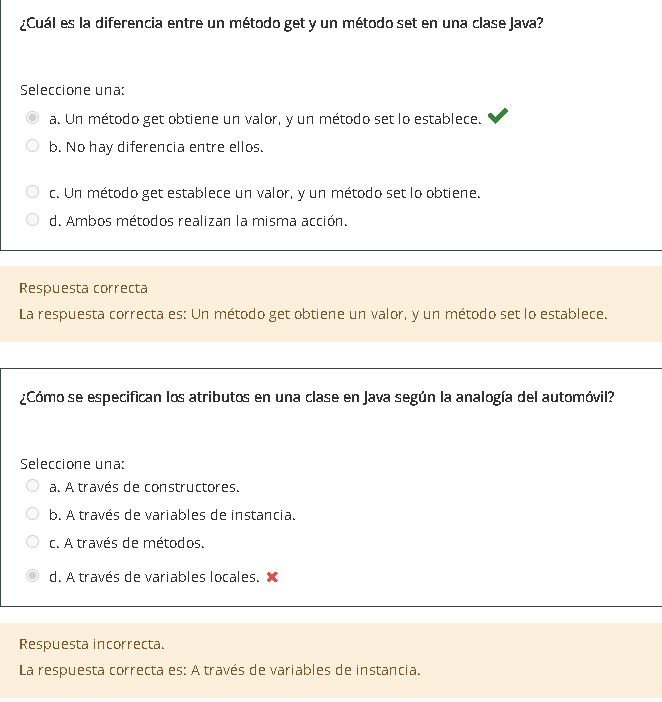 ¿Cuál es la diferencia entre un método get y un método set en una clase Java?
Seleccione una:
a. Un método get obtiene un valor, y un método set lo establece.
b. No hay diferencia entre ellos.
c. Un método get establece un valor, y un método set lo obtiene.
d. Ambos métodos realizan la misma acción.
Respuesta correcta
La respuesta correcta es: Un método get obtiene un valor, y un método set lo establece.
¿Cómo se especifican los atributos en una clase en Java según la analogía del automóvil?
Seleccione una:
a. A través de constructores.
b. A través de variables de instancia.
c. A través de métodos.
d. A través de variables locales.
Respuesta incorrecta.
La respuesta correcta es: A través de variables de instancia.